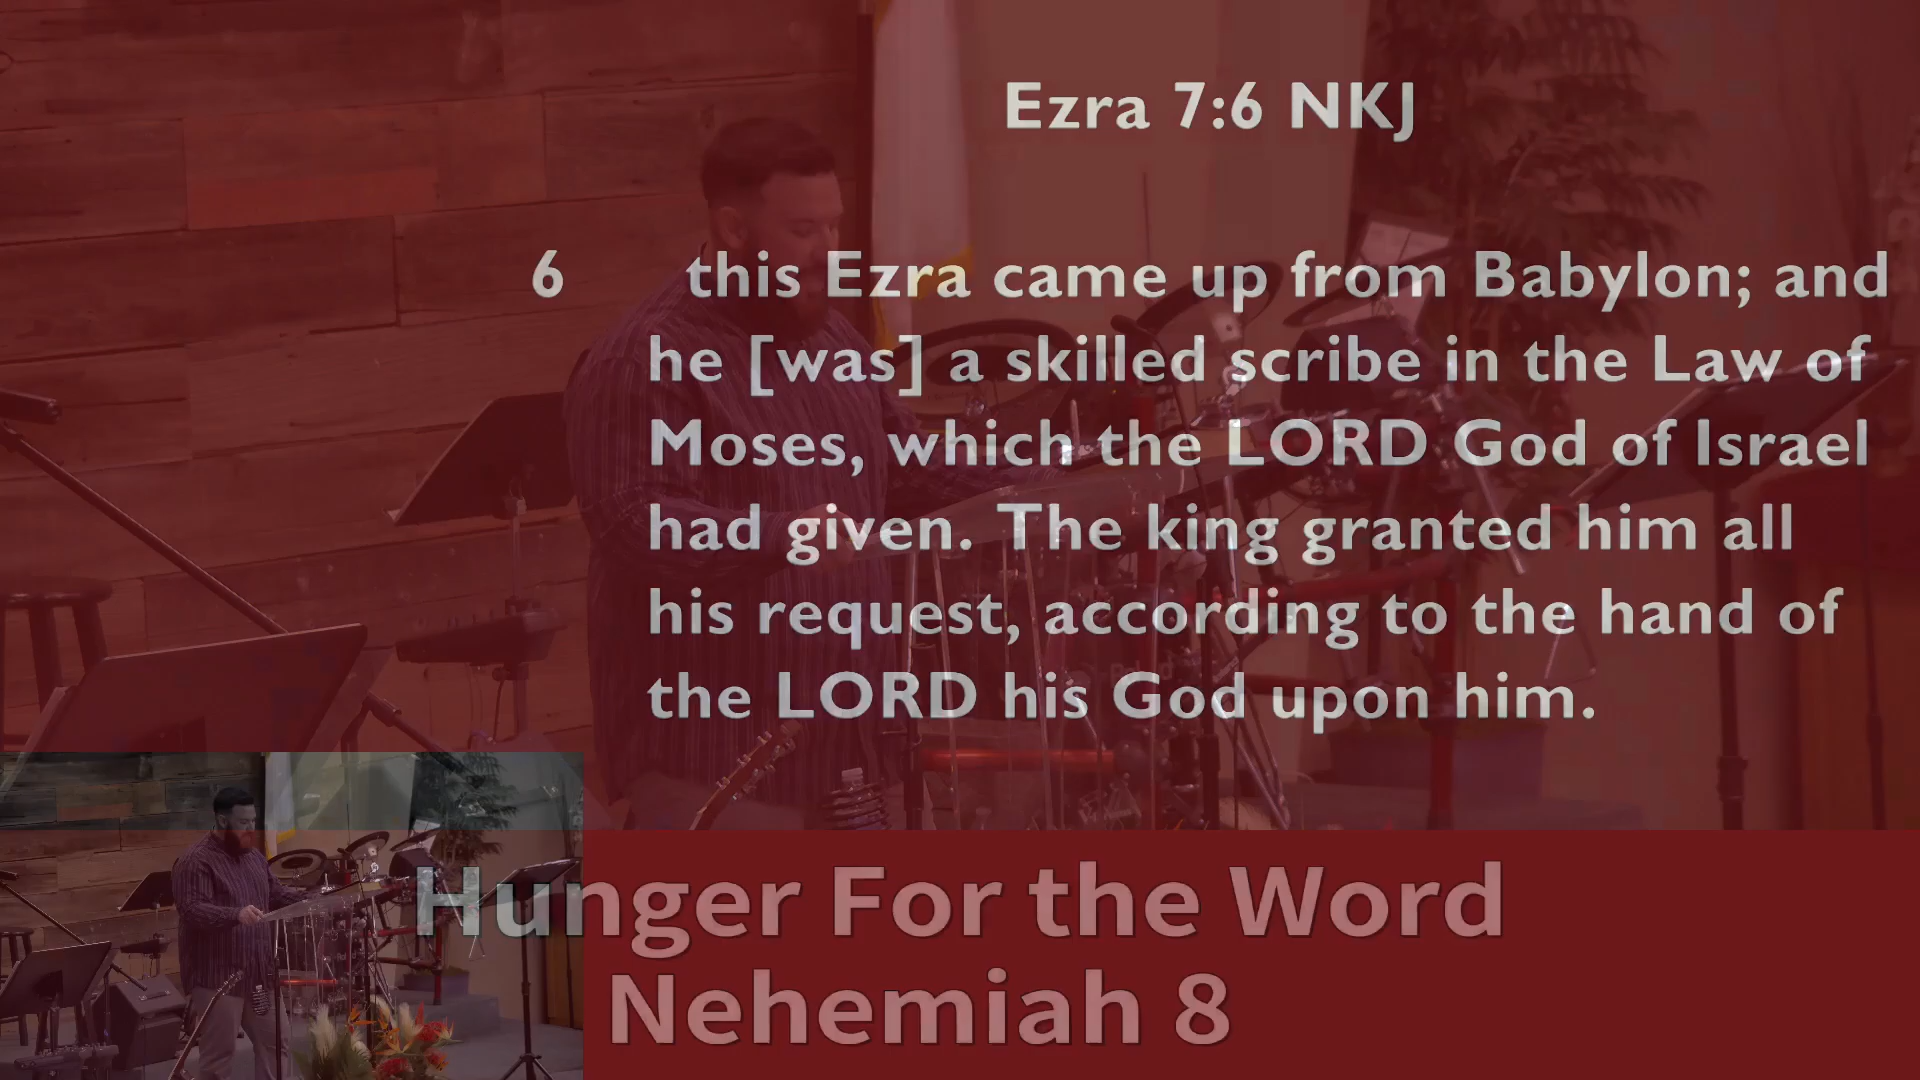 Ezra 7:6 NKJ
6 this Ezra came up from Babylon; and
he [was] a skilled scribe in the Law of
Moses, which the LORD God of Israel
had given. The king granted him all
his request, according to the hand of
the LORD his God upon him.
Hunger For the Word
Nehemiah 8